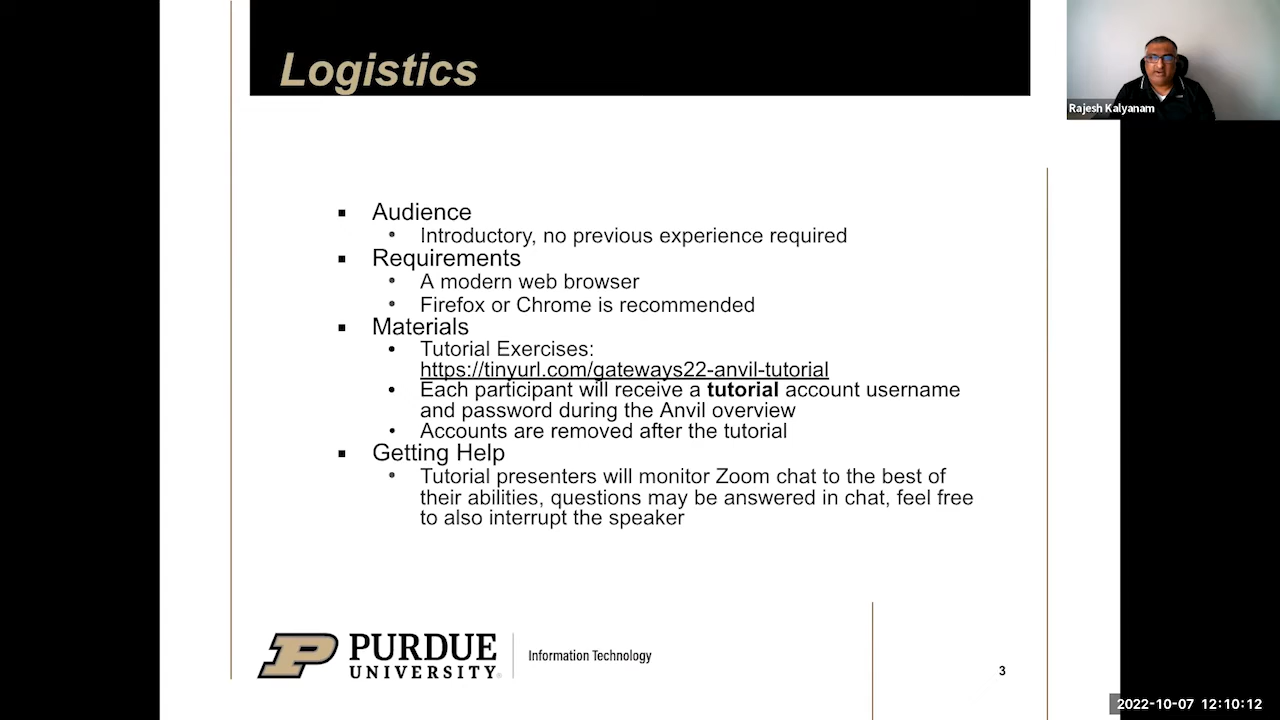 Logistics
Rajesh Kalyanam
▪ Audience
• Introductory, no previous experience required
▪ Requirements
• A modern web browser
• Firefox or Chrome is recommended
▪ Materials
• Tutorial Exercises:
https://tinyurl.com/gateways22-anvil-tutorial
• Each participant will receive a tutorial account username
and password during the Anvil overview
• Accounts are removed after the tutorial
▪ Getting Help
• Tutorial presenters will monitor Zoom chat to the best of
their abilities, questions may be answered in chat, feel free
to also interrupt the speaker
P PURDUE
UNIVERSITY®
Information Technology
3
2022-10-07 12:10:12